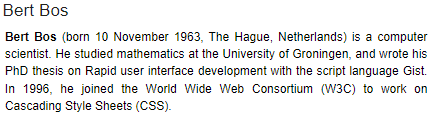 Bert Bos
Bert Bos (born 10 November 1963, The Hague, Netherlands) is a computer
scientist. He studied mathematics at the University of Groningen, and wrote his
PhD thesis on Rapid user interface development with the script language Gist.
In 1996, he joined the World Wide Web Consortium (W3C) to work on
Cascading Style Sheets (CSS).